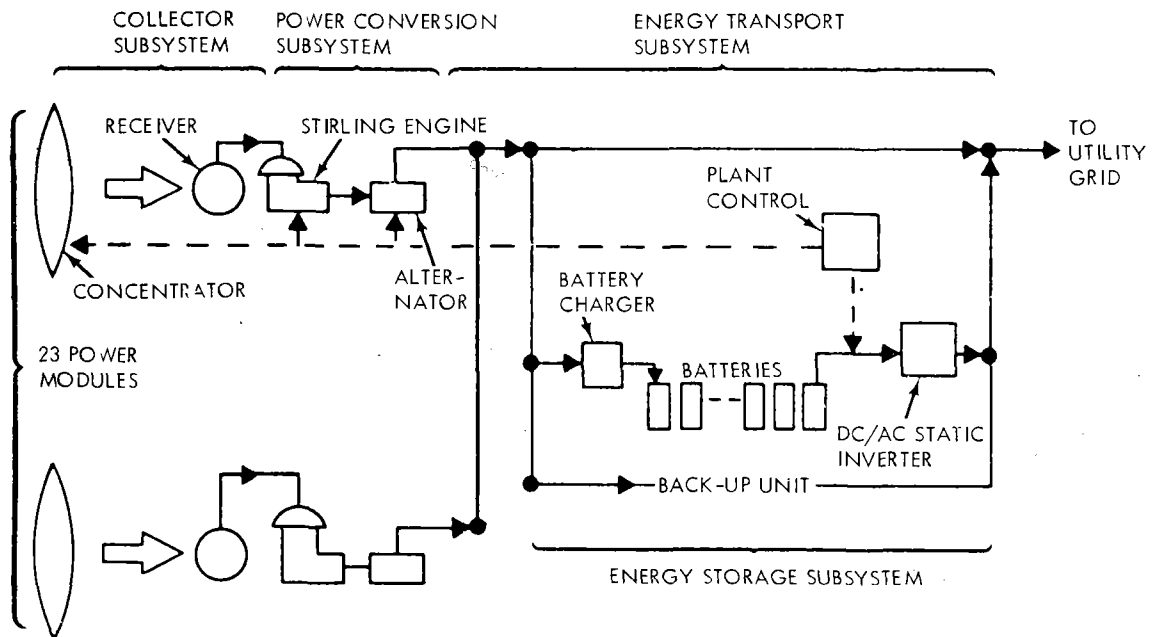 COLLECTOR
SUBSYSTEM
POWER CONVERSION
SUBSYSTEM
ENERGY TRANSPORT
SUBSYSTEM
RECEIVER
STIRLING ENGINE
TO
UTILITY
GRID
PLANT
CONTROL
CONCENTRATOR
ALTER-
NATOR
BATTERY
CHARGER
23 POWER
MODULES
BATTERIES
DC/AC STATIC
INVERTER
BACK-UP UNIT
ENERGY STORAGE SUBSYSTEM